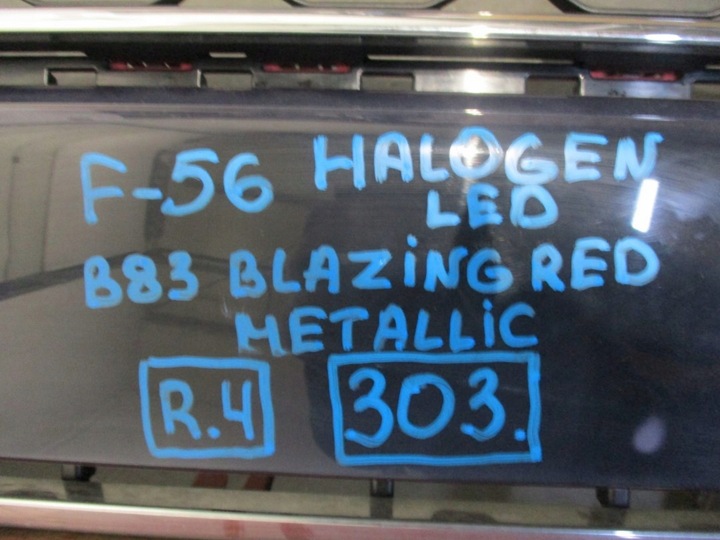 F-56 HALOGEN
LED
B83 BLAZiNG RED
METALLiC
R.4 303.